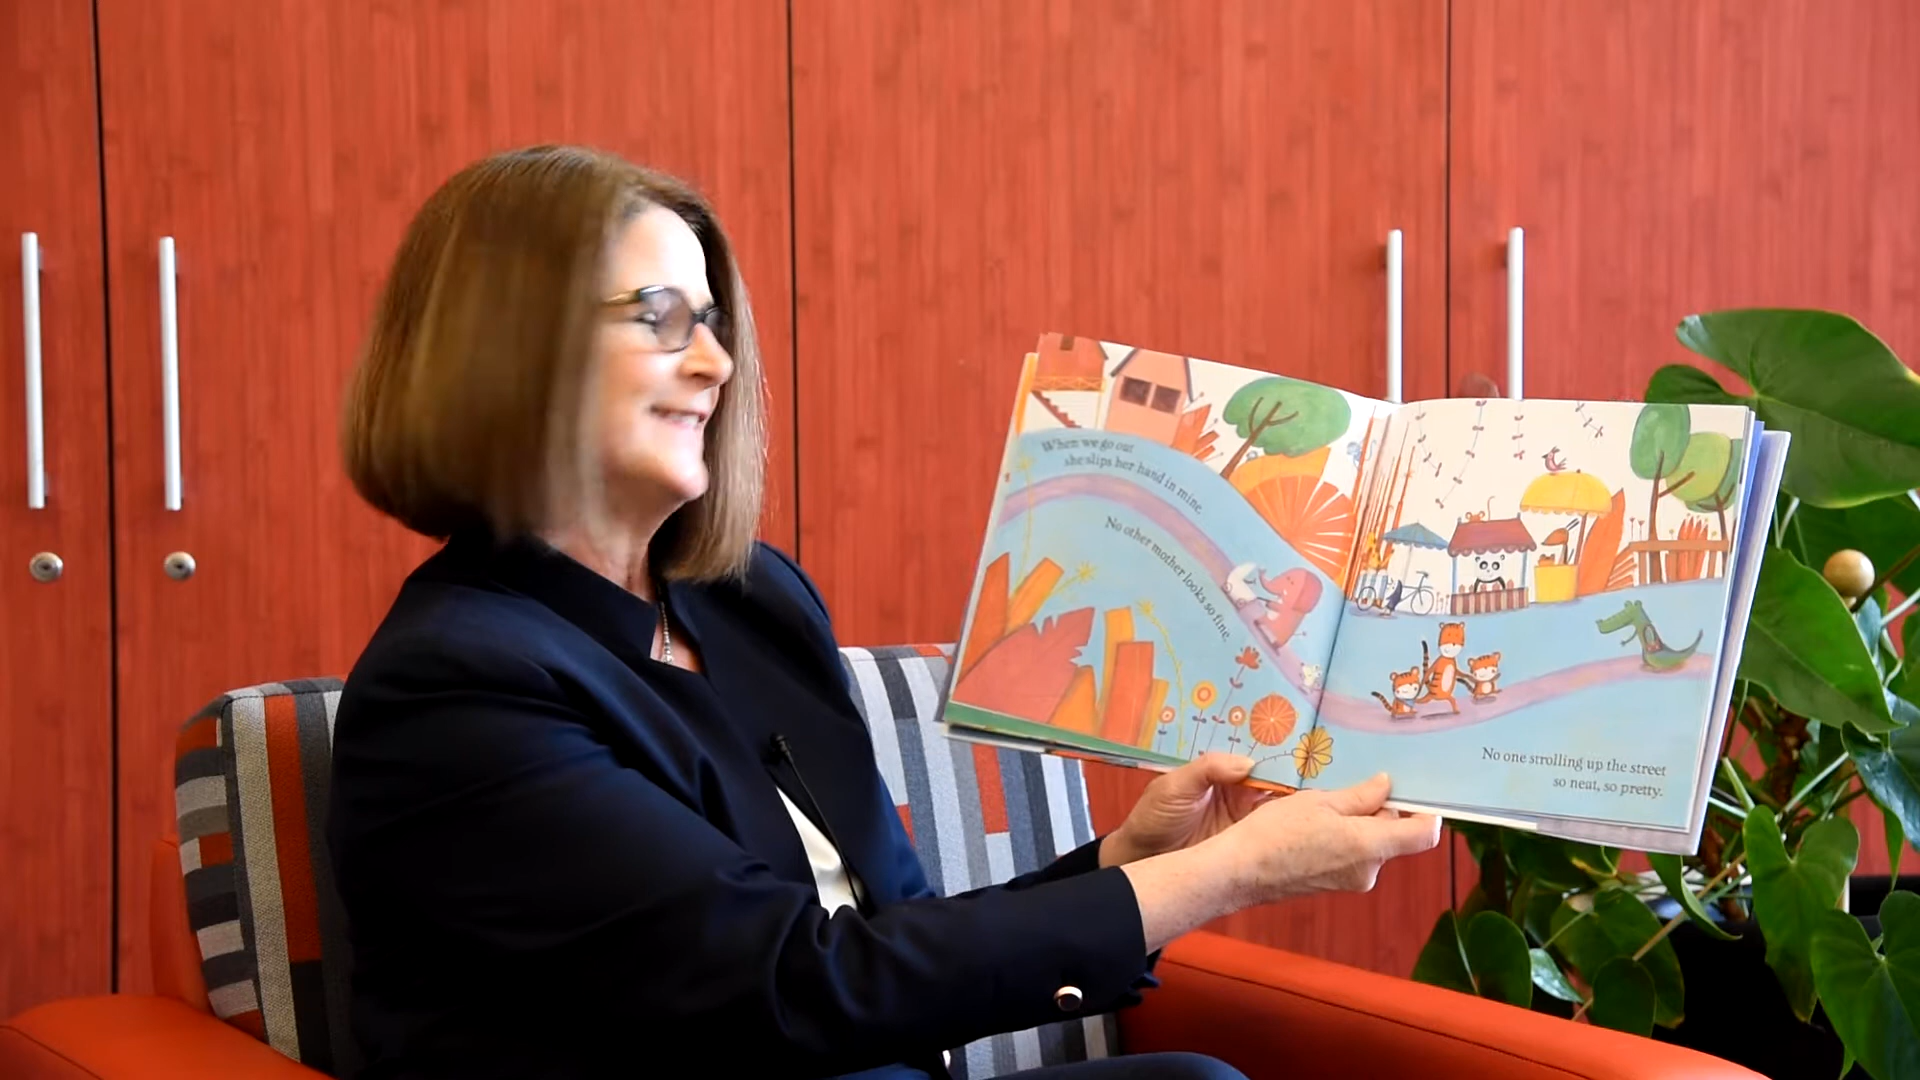 When we go out
she slips her hand in mine.
No other mother looks so fine.
No one strolling up the street
so neat, so pretty.